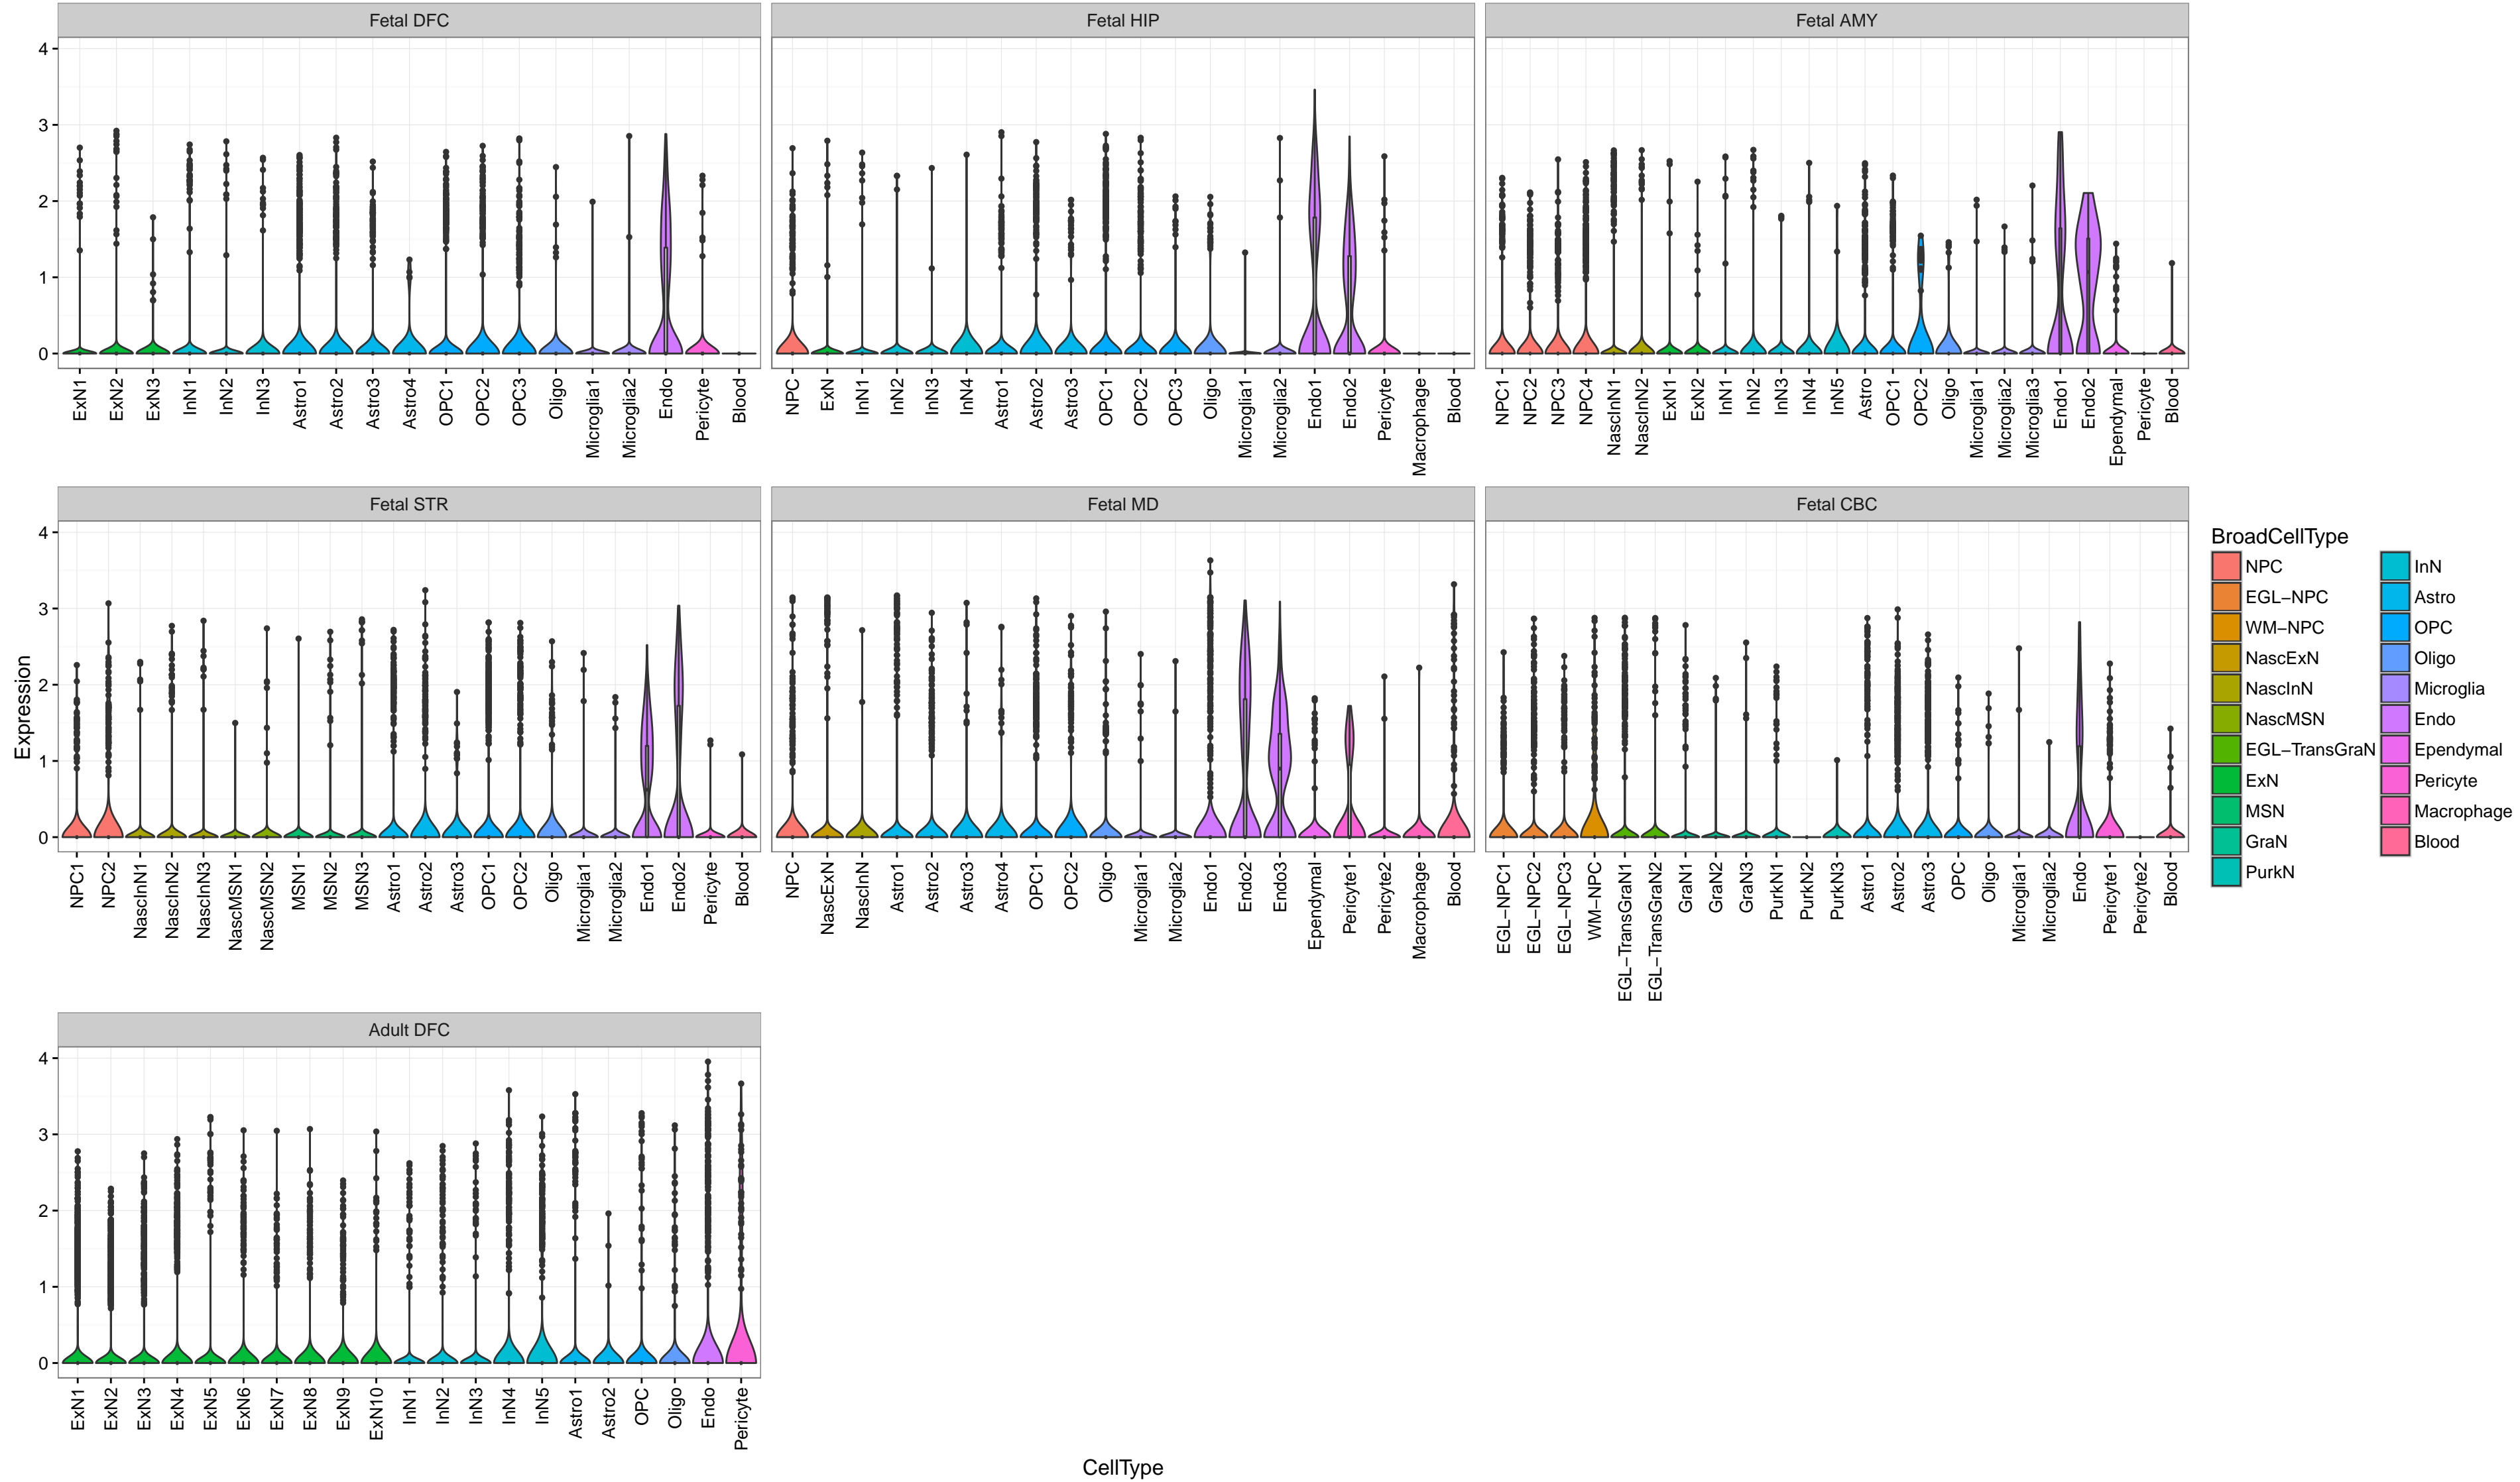 Fetal DFC Fetal HIP Fetal AMY
4
3
2
1
0
ExN1 ExN2 ExN3 InN1 InN2 InN3 Astro1 Astro2 Astro3 Astro4 OPC1 OPC2 OPC3 Oligo Microglia1 Microglia2 Endo Pericyte Blood
NPC ExN InN1 InN2 InN3 InN4 Astro1 Astro2 Astro3 OPC1 OPC2 OPC3 Oligo Microglia1 Microglia2 Endo1 Endo2 Pericyte Macrophage Blood
NPC1 NPC2 NPC3 NPC4 NascInN1 NascInN2 ExN1 ExN2 InN1 InN2 InN3 InN4 InN5 Astro OPC1 OPC2 Oligo Microglia1 Microglia2 Microglia3 Endo1 Endo2 Ependymal Pericyte Blood
Fetal STR Fetal MD Fetal CBC
4
3
2
1
0
NPC1 NPC2 NascInN1 NascInN2 NascInN3 NascMSN1 NascMSN2 MSN1 MSN2 MSN3 Astro1 Astro2 Astro3 OPC1 OPC2 Oligo Microglia1 Microglia2 Endo1 Endo2 Pericyte Blood
NPC NascExN NascInN Astro1 Astro2 Astro3 Astro4 OPC1 OPC2 Oligo Microglia1 Microglia2 Endo1 Endo2 Endo3 Ependymal Pericyte1 Pericyte2 Macrophage Blood
EGL−NPC1 EGL−NPC2 EGL−NPC3 WM−NPC EGL−TransGraN1 EGL−TransGraN2 GraN1 GraN2 GraN3 PurkN1 PurkN2 PurkN3 Astro1 Astro2 Astro3 OPC Oligo Microglia1 Microglia2 Endo Pericyte1 Pericyte2 Blood
Expression
BroadCellType
NPC
EGL−NPC
WM−NPC
NascExN
NascInN
NascMSN
EGL−TransGraN
ExN
MSN
GraN
PurkN
InN
Astro
OPC
Oligo
Microglia
Endo
Ependymal
Pericyte
Macrophage
Blood
Adult DFC
4
3
2
1
0
ExN1 ExN2 ExN3 ExN4 ExN5 ExN6 ExN7 ExN8 ExN9 ExN10 InN1 InN2 InN3 InN4 InN5 Astro1 Astro2 OPC Oligo Endo Pericyte
CellType